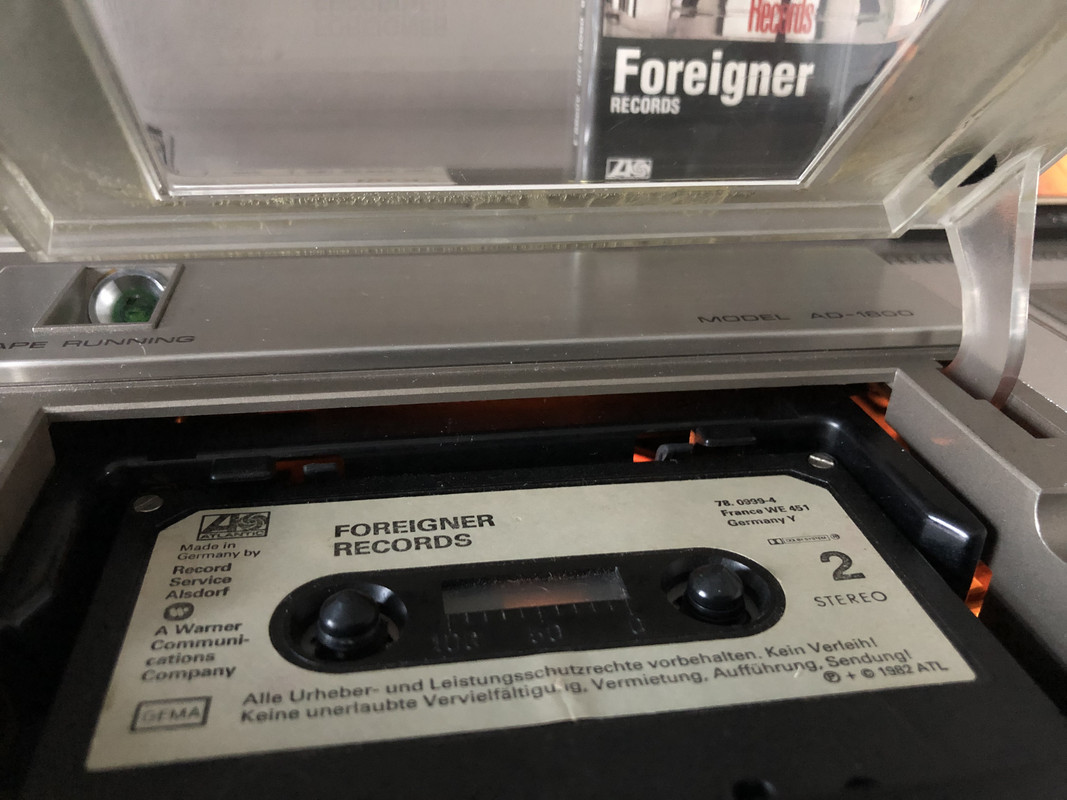 Records
Foreigner
RECORDS
TAPE RUNNING
MODEL AD-1800
ATLANTIC
Made in
Germany by
Record
Service
Alsdorf
A Warner
Communi-
cations
Company
GEMA
FOREIGNER
RECORDS
78. 0999-4
France WE 451
Germany Y
2
STEREO
100 50 0
Alle Urheber- und Leistungsschutzrechte vorbehalten. Kein Verleih!
Keine unerlaubte Vervielfältigung, Vermietung, Aufführung, Sendung!
℗ + © 1982 ATL